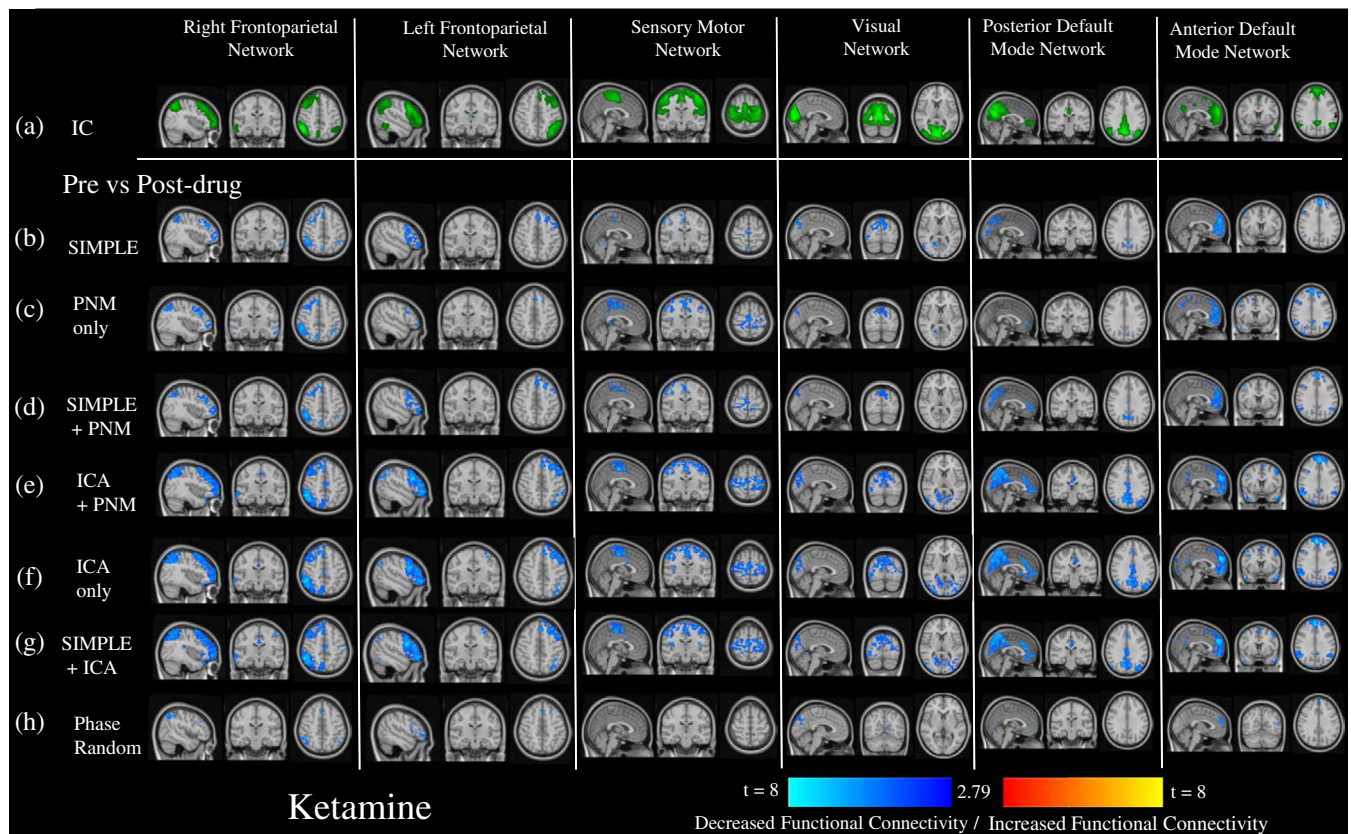 Right Frontoparietal
Network
Left Frontoparietal
Network
Sensory Motor
Network
Visual
Network
Posterior Default
Mode Network
Anterior Default
Mode Network
(a) IC
Pre vs Post-drug
(b) SIMPLE
(c) PNM
only
(d) SIMPLE
+ PNM
(e) ICA
+ PNM
(f) ICA
only
(g) SIMPLE
+ ICA
(h) Phase
Random
Ketamine
t = 8 2.79 t = 8
Decreased Functional Connectivity / Increased Functional Connectivity